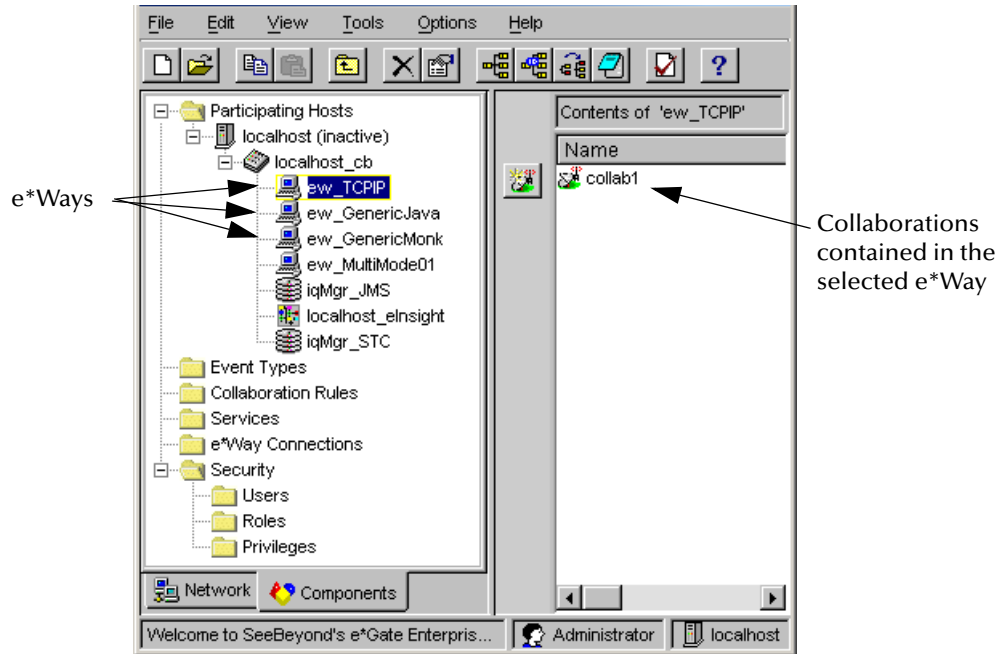 File Edit View Tools Options Help
?
Participating Hosts
localhost (inactive)
localhost_cb
ew_TCPIP
ew_GenericJava
ew_GenericMonk
ew_MultiMode01
iqMgr_JMS
localhost_eInsight
iqMgr_STC
Event Types
Collaboration Rules
Services
e*Way Connections
Security
Users
Roles
Privileges
Network Components
Contents of 'ew_TCPIP'
Name
collab1
e*Ways
Collaborations
contained in the
selected e*Way
Welcome to SeeBeyond's e*Gate Enterpris... Administrator localhost